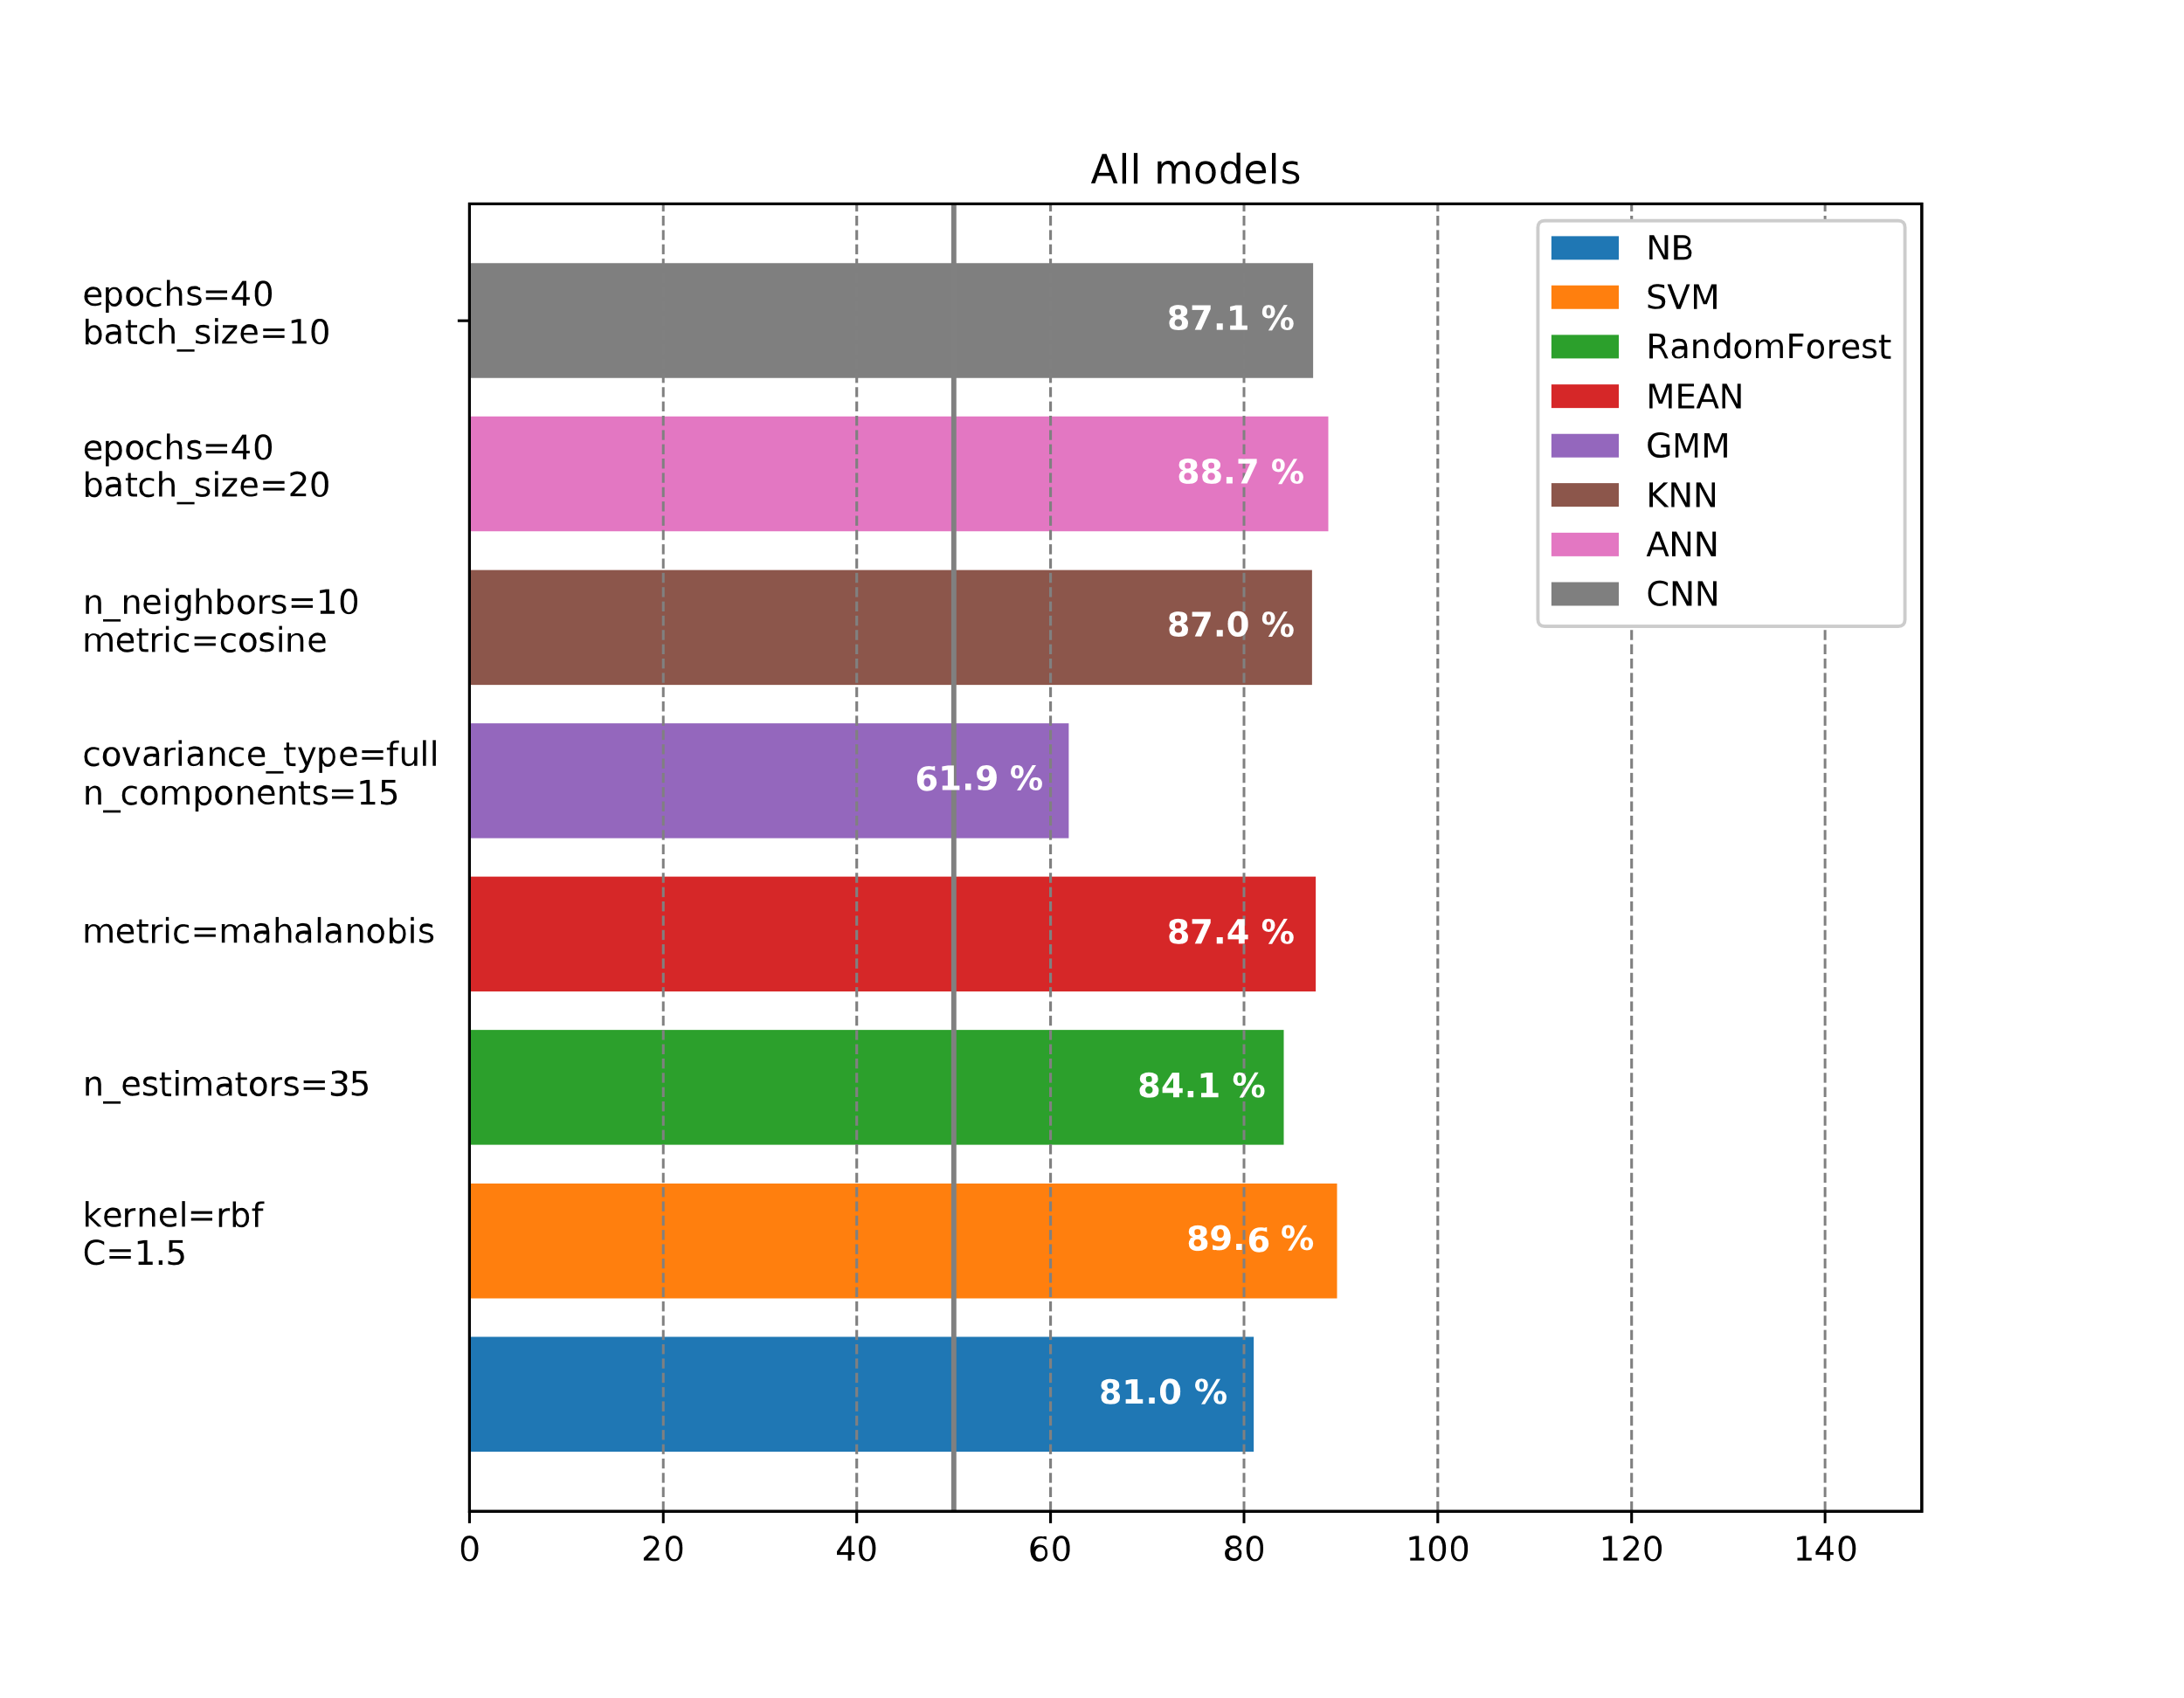 All models
epochs=40
batch_size=10
87.1 %
epochs=40
batch_size=20
88.7 %
n_neighbors=10
metric=cosine
87.0 %
covariance_type=full
n_components=15
61.9 %
metric=mahalanobis
87.4 %
n_estimators=35
84.1 %
kernel=rbf
C=1.5
89.6 %
81.0 %
NB
SVM
RandomForest
MEAN
GMM
KNN
ANN
CNN
0 20 40 60 80 100 120 140